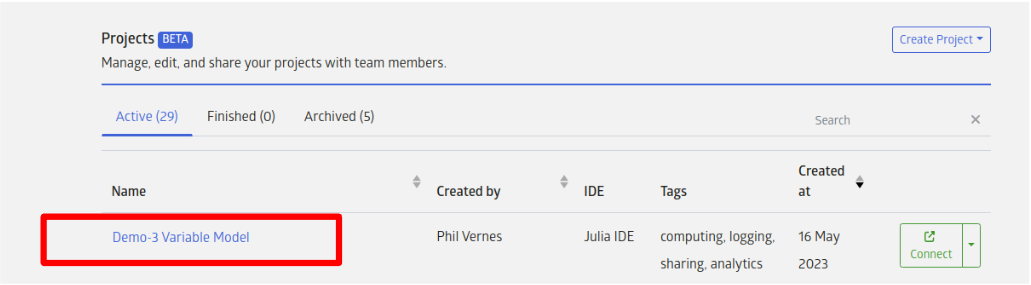 Projects BETA
Create Project
Manage, edit, and share your projects with team members.
Active (29) Finished (0) Archived (5)
Search
Name Created by IDE Tags Created at
Demo-3 Variable Model Phil Vernes Julia IDE computing, logging, 16 May
sharing, analytics 2023
Connect